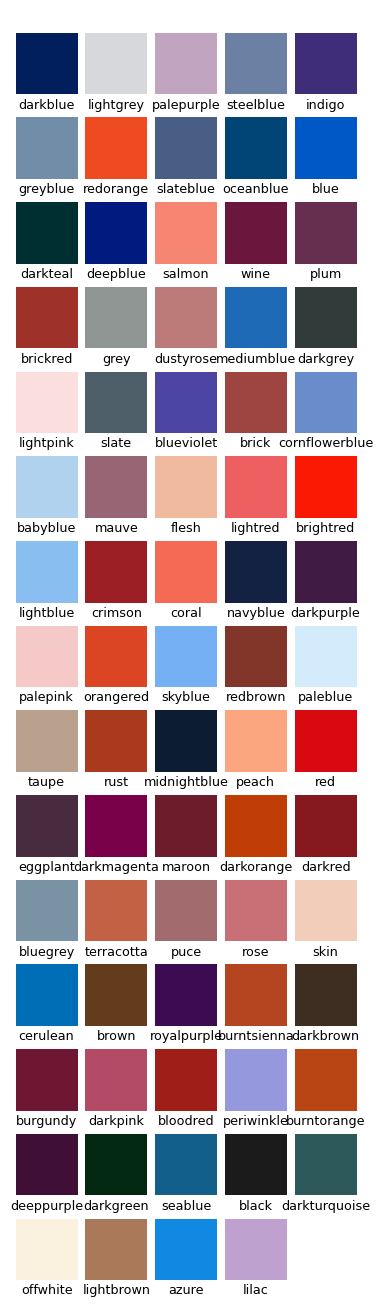 darkblue lightgrey palepurple steelblue indigo
greyblue redorange slateblue oceanblue blue
darkteal deepblue salmon wine plum
brickred grey dustyrose mediumblue darkgrey
lightpink slate blueviolet brick cornflowerblue
babyblue mauve flesh lightred brightred
lightblue crimson coral navyblue darkpurple
palepink orangered skyblue redbrown paleblue
taupe rust midnightblue peach red
eggplant darkmagenta maroon darkorange darkred
bluegrey terracotta puce rose skin
cerulean brown royalpurple burntsienna darkbrown
burgundy darkpink bloodred periwinkle burntorange
deeppurple darkgreen seablue black darkturquoise
offwhite lightbrown azure lilac